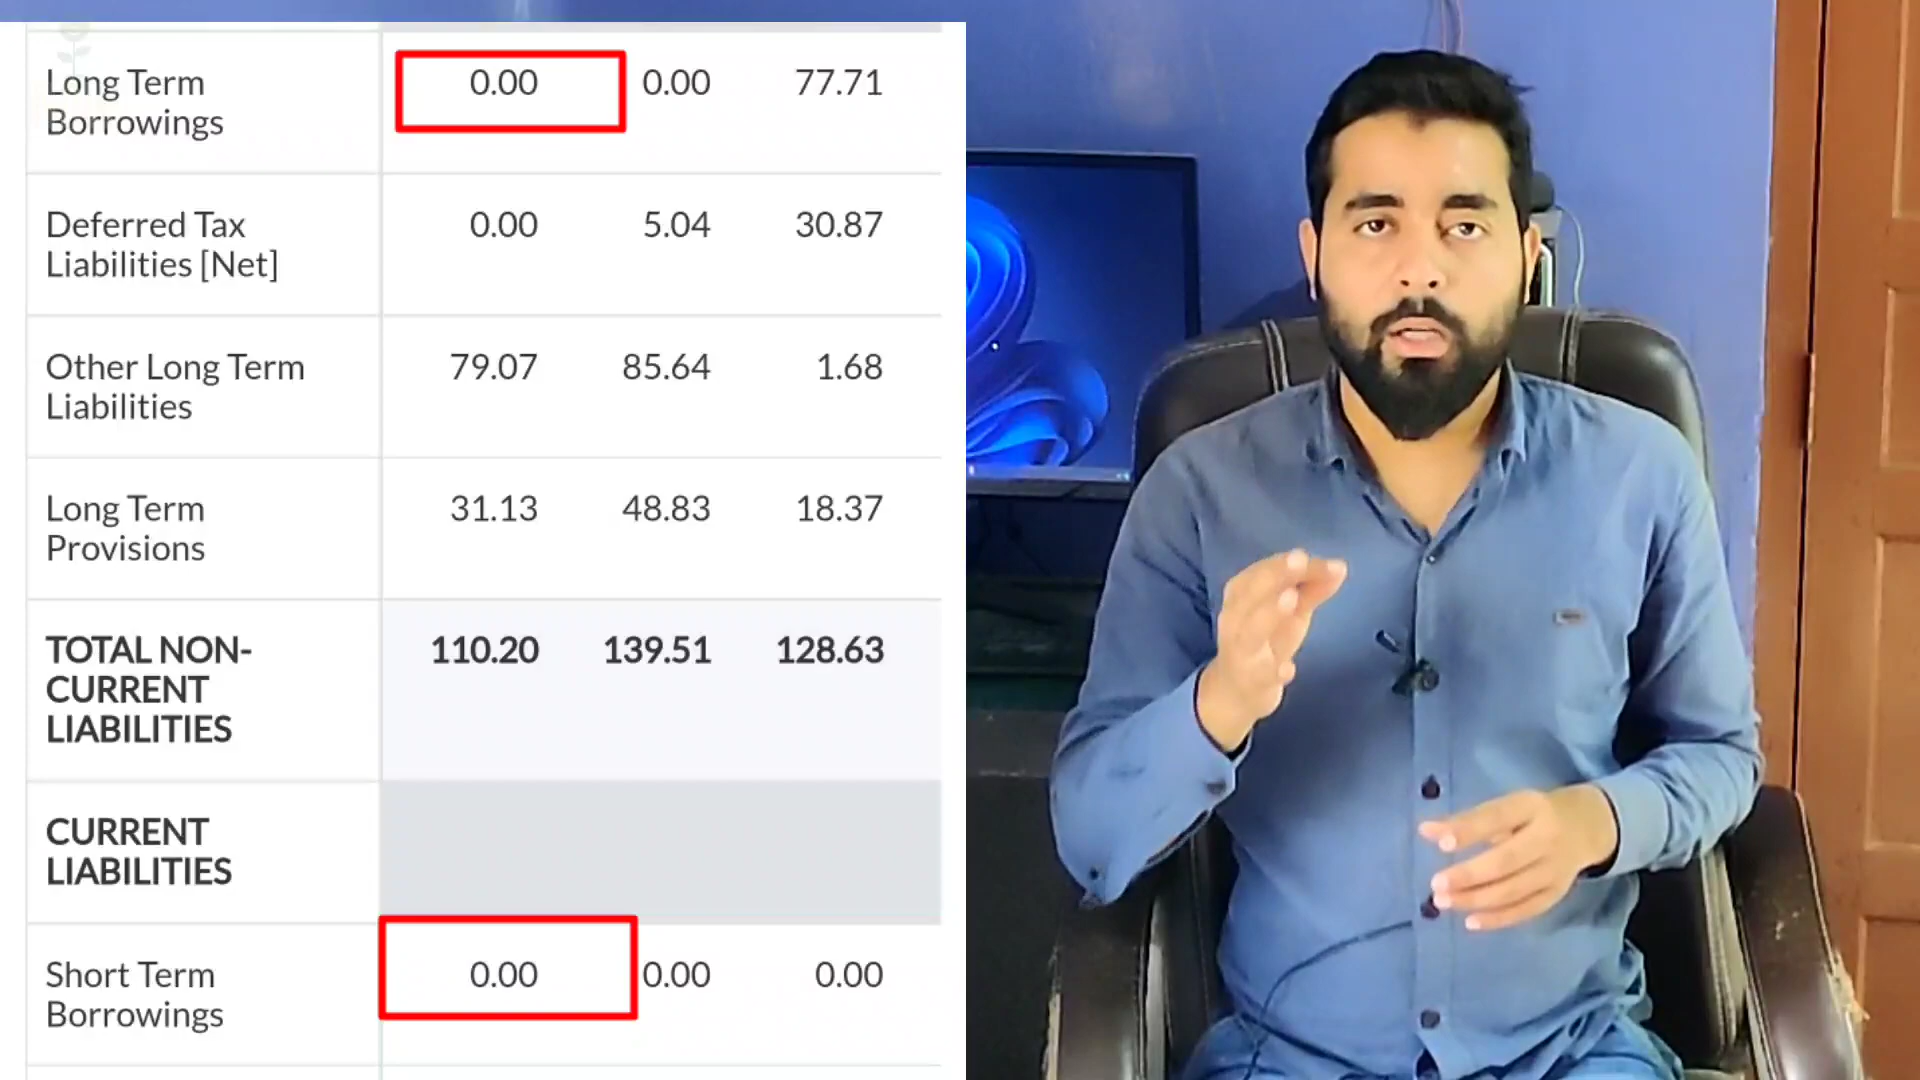 Long Term
Borrowings
0.00 0.00 77.71
Deferred Tax
Liabilities [Net]
0.00 5.04 30.87
Other Long Term
Liabilities
79.07 85.64 1.68
Long Term
Provisions
31.13 48.83 18.37
TOTAL NON-
CURRENT
LIABILITIES
110.20 139.51 128.63
CURRENT
LIABILITIES
Short Term
Borrowings
0.00 0.00 0.00